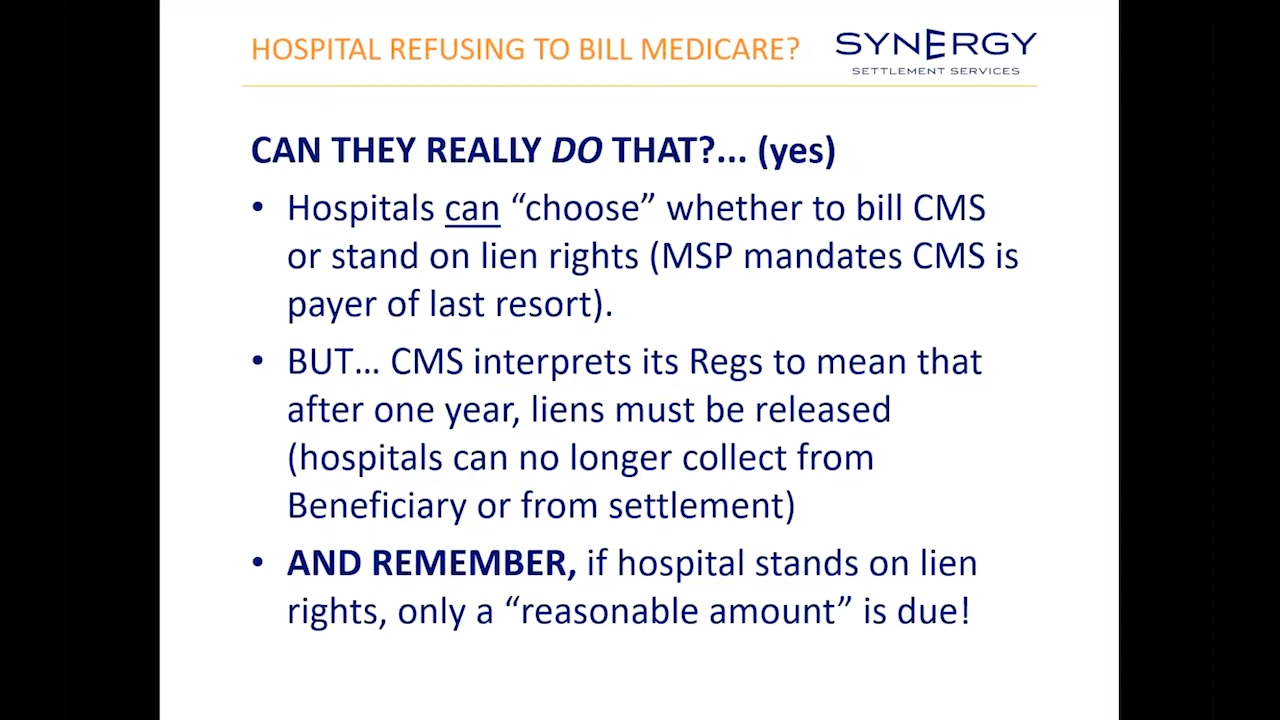 HOSPITAL REFUSING TO BILL MEDICARE?
SYNERGY
SETTLEMENT SERVICES
CAN THEY REALLY DO THAT?... (yes)
• Hospitals can “choose” whether to bill CMS
or stand on lien rights (MSP mandates CMS is
payer of last resort).
• BUT… CMS interprets its Regs to mean that
after one year, liens must be released
(hospitals can no longer collect from
Beneficiary or from settlement)
• AND REMEMBER, if hospital stands on lien
rights, only a “reasonable amount” is due!